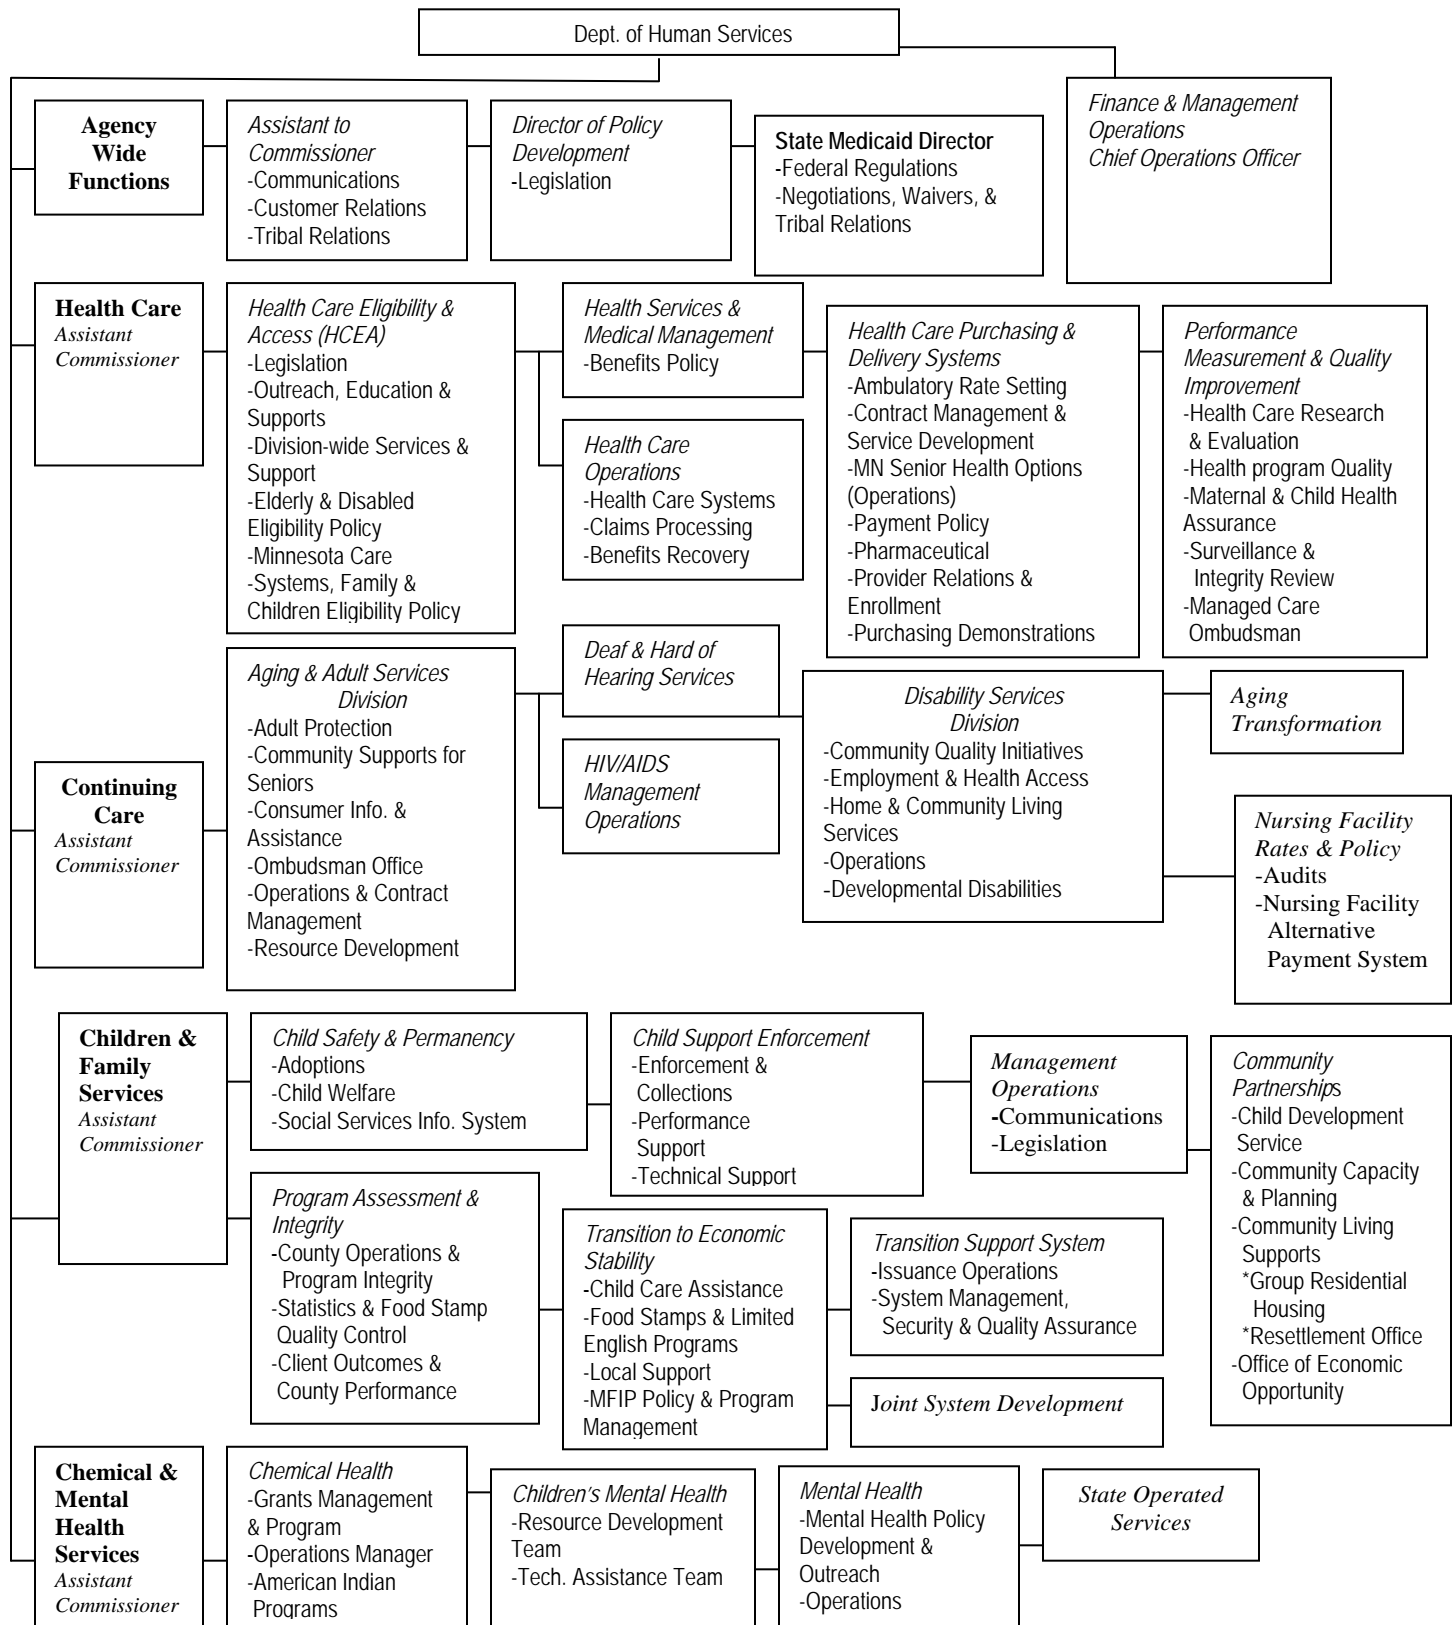 Dept. of Human Services
Agency
Wide
Functions
Assistant to
Commissioner
-Communications
-Customer Relations
-Tribal Relations
Director of Policy
Development
-Legislation
State Medicaid Director
-Federal Regulations
-Negotiations, Waivers, &
Tribal Relations
Finance & Management
Operations
Chief Operations Officer
Health Care
Assistant
Commissioner
Health Care Eligibility &
Access (HCEA)
-Legislation
-Outreach, Education &
Supports
-Division-wide Services &
Support
-Elderly & Disabled
Eligibility Policy
-Minnesota Care
-Systems, Family &
Children Eligibility Policy
Health Services &
Medical Management
-Benefits Policy
Health Care
Operations
-Health Care Systems
-Claims Processing
-Benefits Recovery
Health Care Purchasing &
Delivery Systems
-Ambulatory Rate Setting
-Contract Management &
Service Development
-MN Senior Health Options
(Operations)
-Payment Policy
-Pharmaceutical
-Provider Relations &
Enrollment
-Purchasing Demonstrations
Performance
Measurement & Quality
Improvement
-Health Care Research
& Evaluation
-Health program Quality
-Maternal & Child Health
Assurance
-Surveillance &
Integrity Review
-Managed Care
Ombudsman
Continuing
Care
Assistant
Commissioner
Aging & Adult Services
Division
-Adult Protection
-Community Supports for
Seniors
-Consumer Info. &
Assistance
-Ombudsman Office
-Operations & Contract
Management
-Resource Development
Deaf & Hard of
Hearing Services
HIV/AIDS
Management
Operations
Disability Services
Division
-Community Quality Initiatives
-Employment & Health Access
-Home & Community Living
Services
-Operations
-Developmental Disabilities
Aging
Transformation
Nursing Facility
Rates & Policy
-Audits
-Nursing Facility
Alternative
Payment System
Children &
Family
Services
Assistant
Commissioner
Child Safety & Permanency
-Adoptions
-Child Welfare
-Social Services Info. System
Child Support Enforcement
-Enforcement &
Collections
-Performance
Support
-Technical Support
Management
Operations
-Communications
-Legislation
Community
Partnerships
-Child Development
Service
-Community Capacity
& Planning
-Community Living
Supports
*Group Residential
Housing
*Resettlement Office
-Office of Economic
Opportunity
Program Assessment &
Integrity
-County Operations &
Program Integrity
-Statistics & Food Stamp
Quality Control
-Client Outcomes &
County Performance
Transition to Economic
Stability
-Child Care Assistance
-Food Stamps & Limited
English Programs
-Local Support
-MFIP Policy & Program
Management
Transition Support System
-Issuance Operations
-System Management,
Security & Quality Assurance
Joint System Development
Chemical &
Mental
Health
Services
Assistant
Commissioner
Chemical Health
-Grants Management
& Program
-Operations Manager
-American Indian
Programs
Children's Mental Health
-Resource Development
Team
-Tech. Assistance Team
Mental Health
-Mental Health Policy
Development &
Outreach
-Operations
State Operated
Services